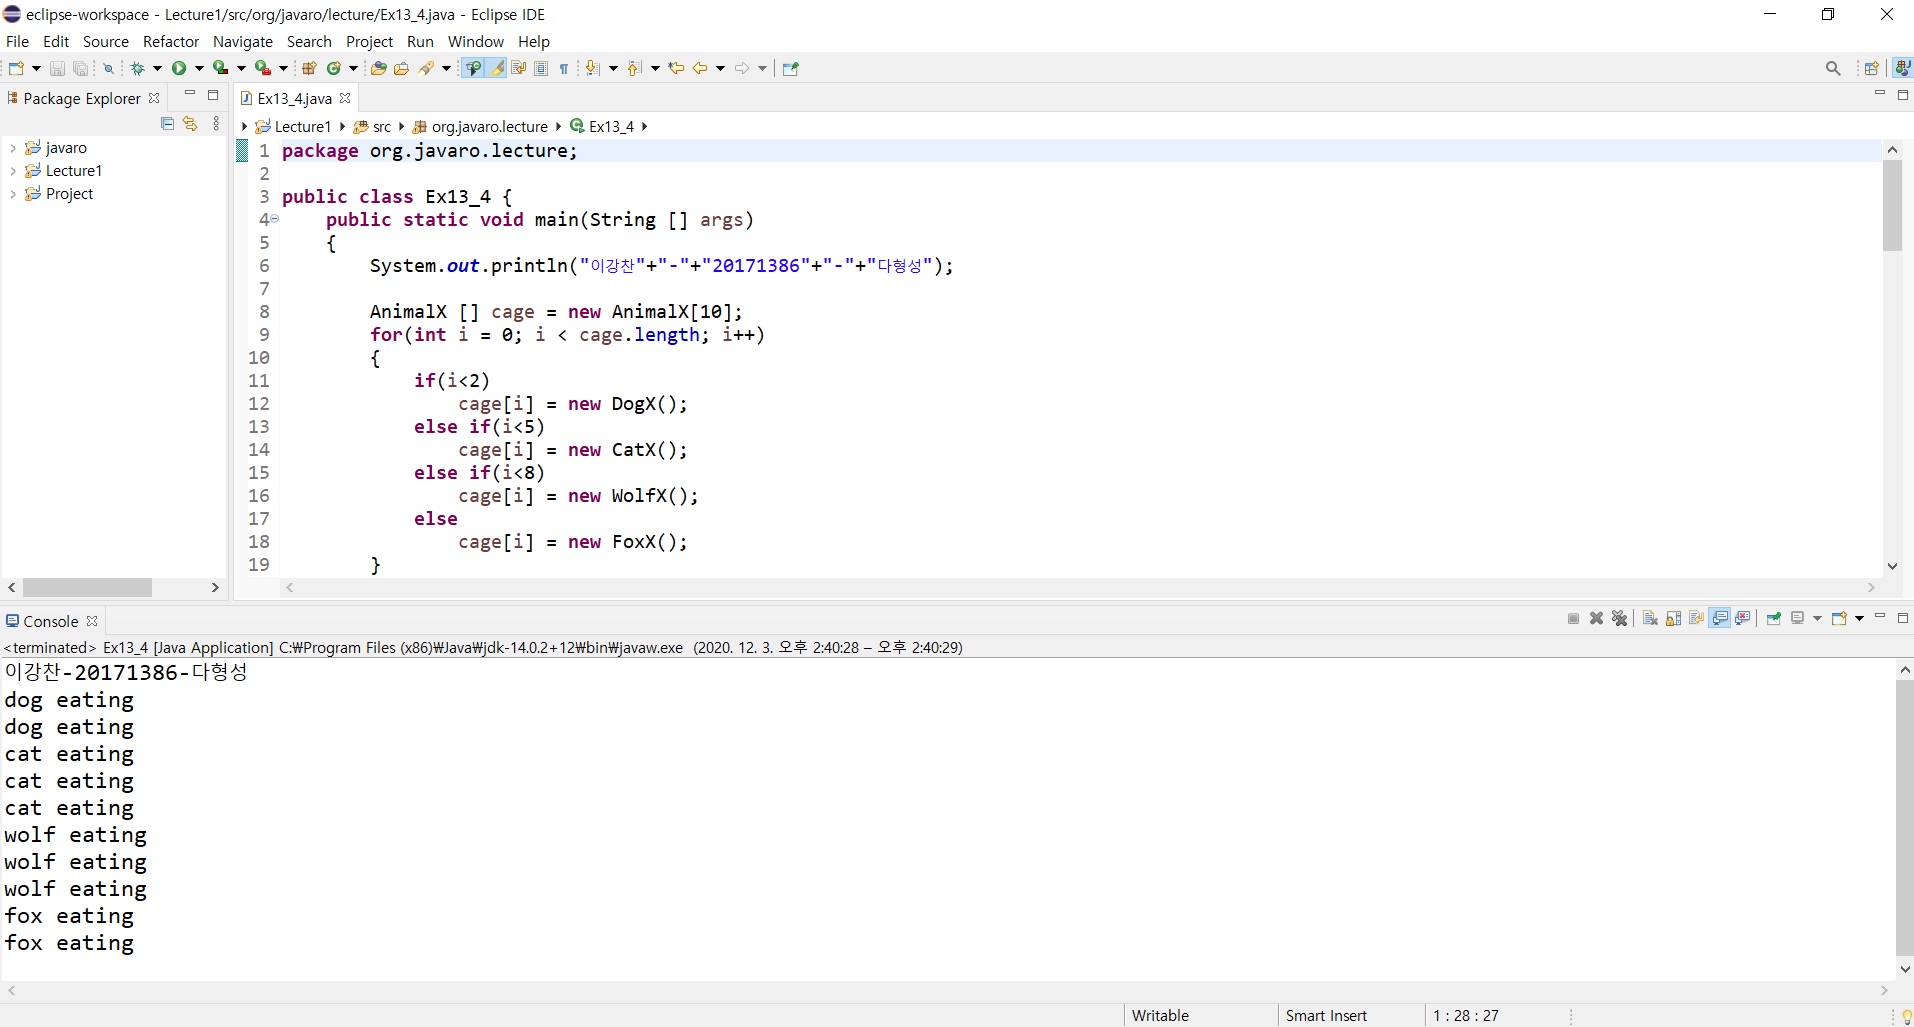 eclipse-workspace - Lecture1/src/org/javaro/lecture/Ex13_4.java - Eclipse IDE
File Edit Source Refactor Navigate Search Project Run Window Help
Package Explorer
javaro
Lecture1
Project
Ex13_4.java
Lecture1 src org.javaro.lecture Ex13_4
1 package org.javaro.lecture;
2
3 public class Ex13_4 {
4 public static void main(String [] args)
5 {
6 System.out.println("이강찬"+"-"+"20171386"+"-"+"다형성");
7
8 AnimalX [] cage = new AnimalX[10];
9 for(int i = 0; i < cage.length; i++)
10 {
11 if(i<2)
12 cage[i] = new DogX();
13 else if(i<5)
14 cage[i] = new CatX();
15 else if(i<8)
16 cage[i] = new WolfX();
17 else
18 cage[i] = new FoxX();
19 }
Console
<terminated> Ex13_4 [Java Application] C:₩Program Files (x86)₩Java₩jdk-14.0.2+12₩bin₩javaw.exe (2020. 12. 3. 오후 2:40:28 – 오후 2:40:29)
이강찬-20171386-다형성
dog eating
dog eating
cat eating
cat eating
cat eating
wolf eating
wolf eating
wolf eating
fox eating
fox eating
Writable Smart Insert 1 : 28 : 27